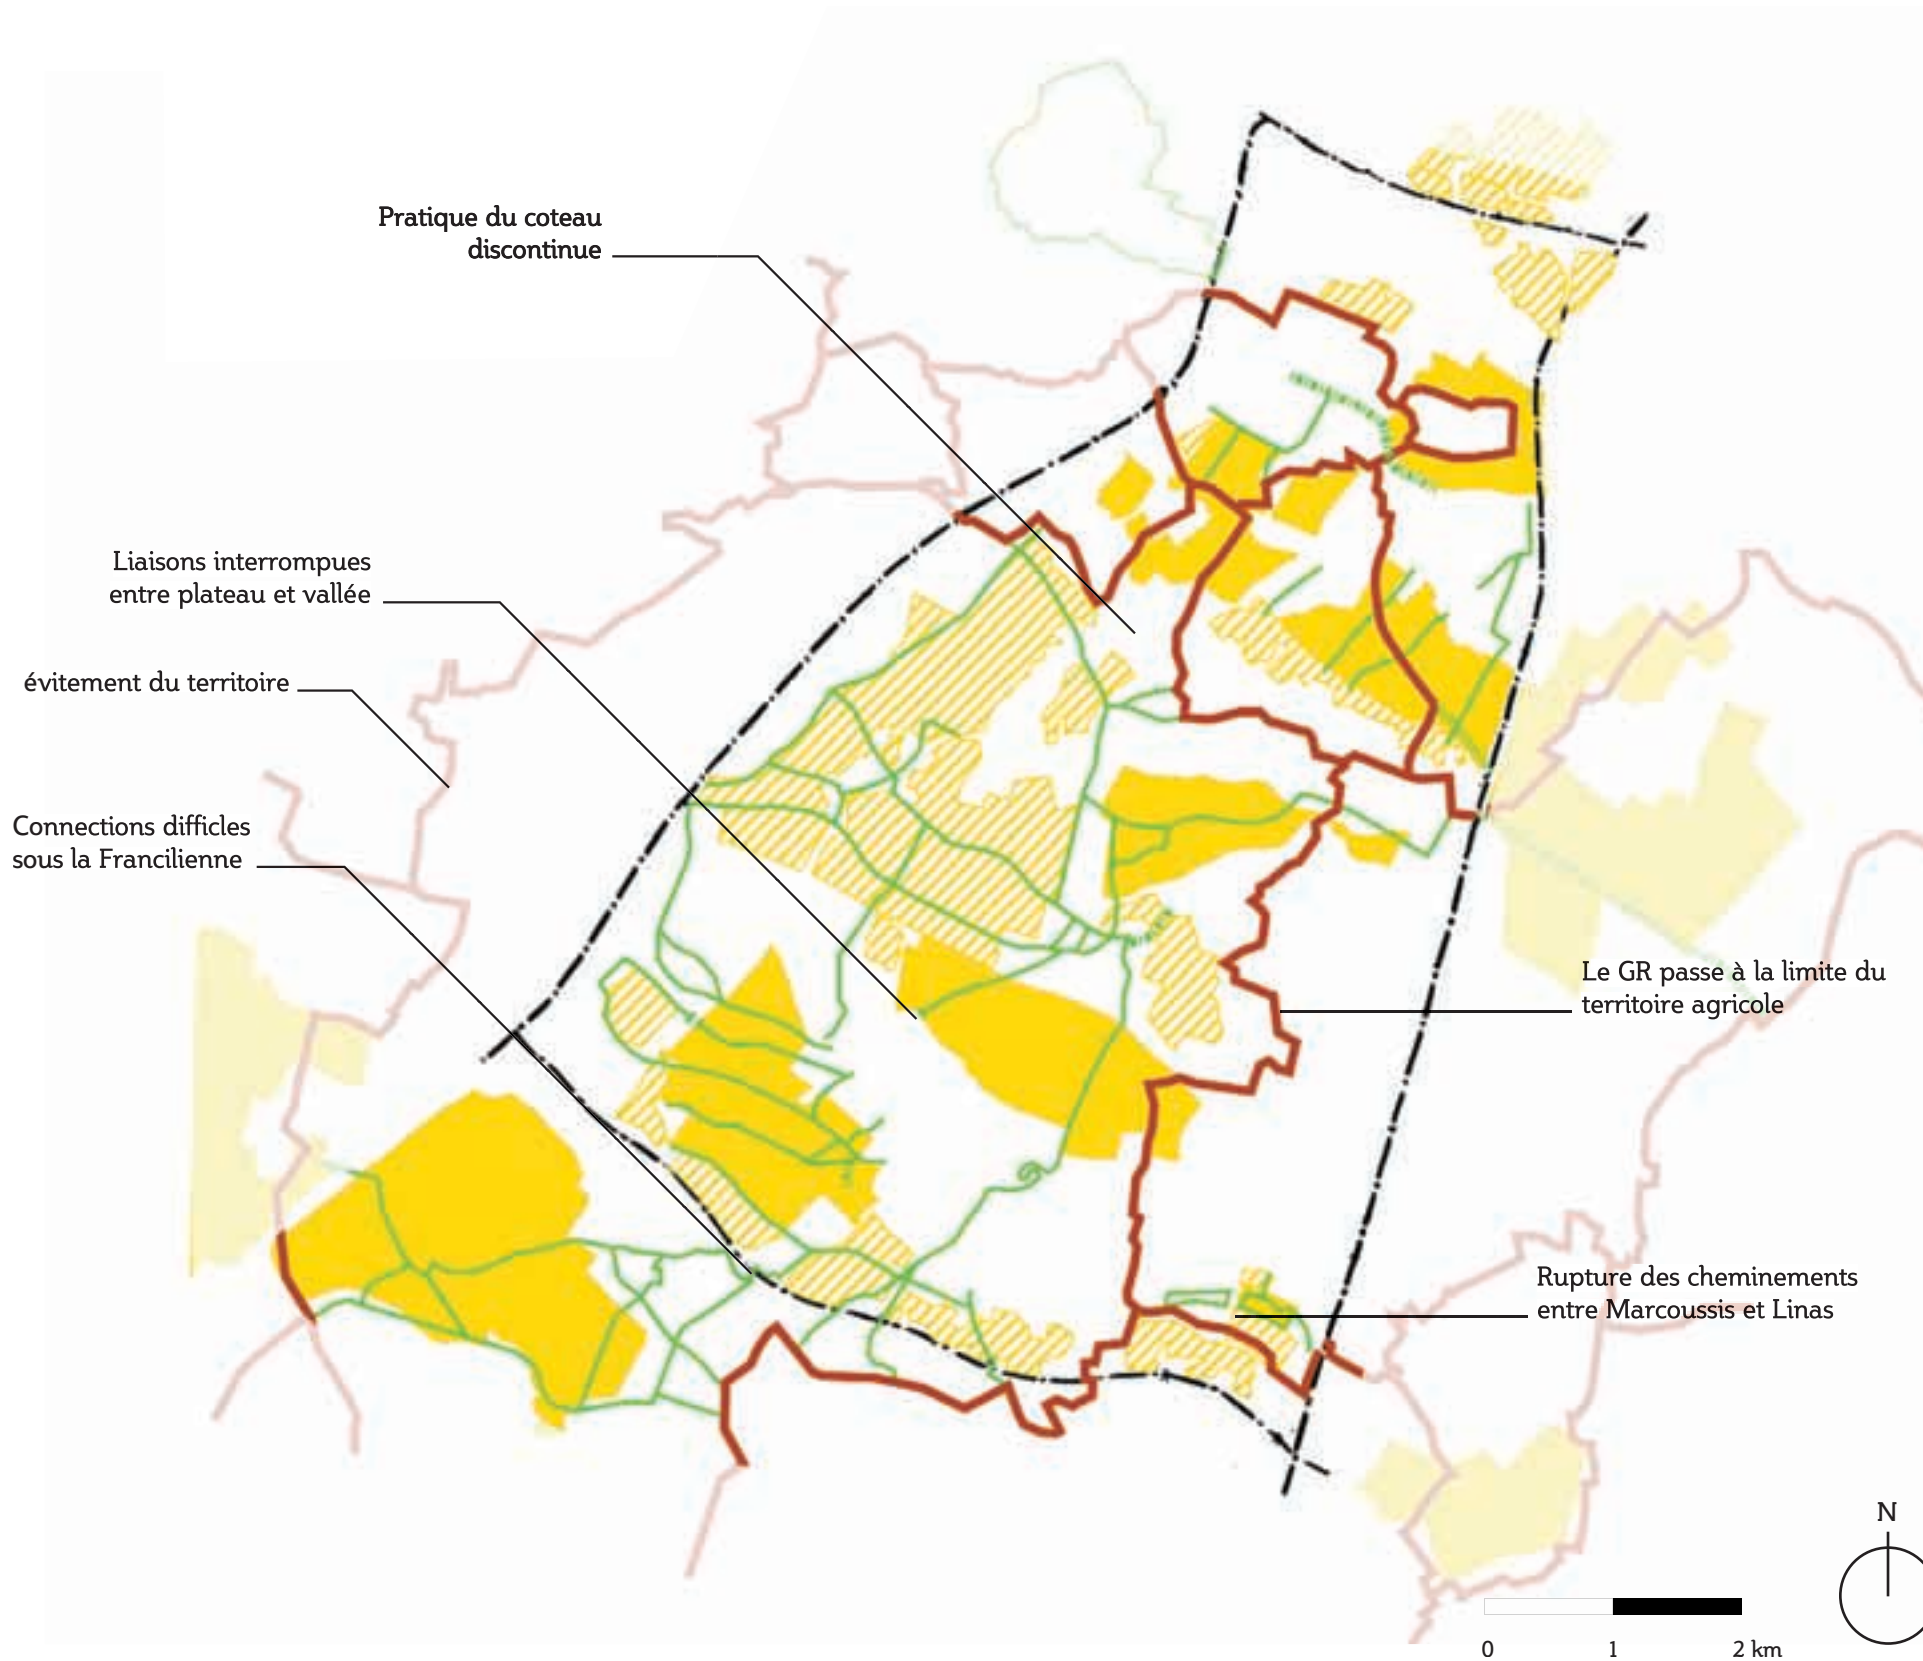 Pratique du coteau
discontinue
Liaisons interrompues
entre plateau et vallée
évitement du territoire
Connections difficles
sous la Francilienne
Le GR passe à la limite du
territoire agricole
Rupture des cheminements
entre Marcoussis et Linas
N
0 1 2 km